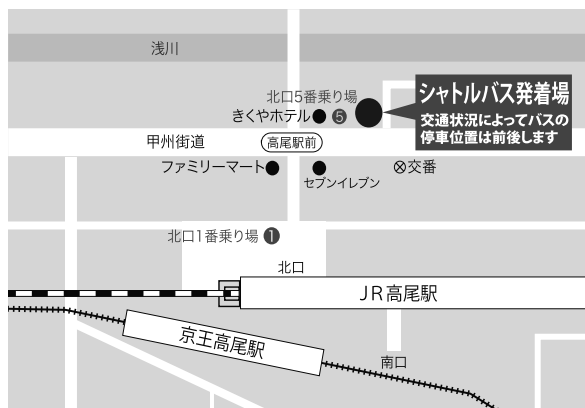 浅川
北口5番乗り場
きくやホテル
5
シャトルバス発着場
交通状況によってバスの
停車位置は前後します
甲州街道
高尾駅前
ファミリーマート
セブンイレブン
交番
北口1番乗り場
1
北口
JR高尾駅
京王高尾駅
南口